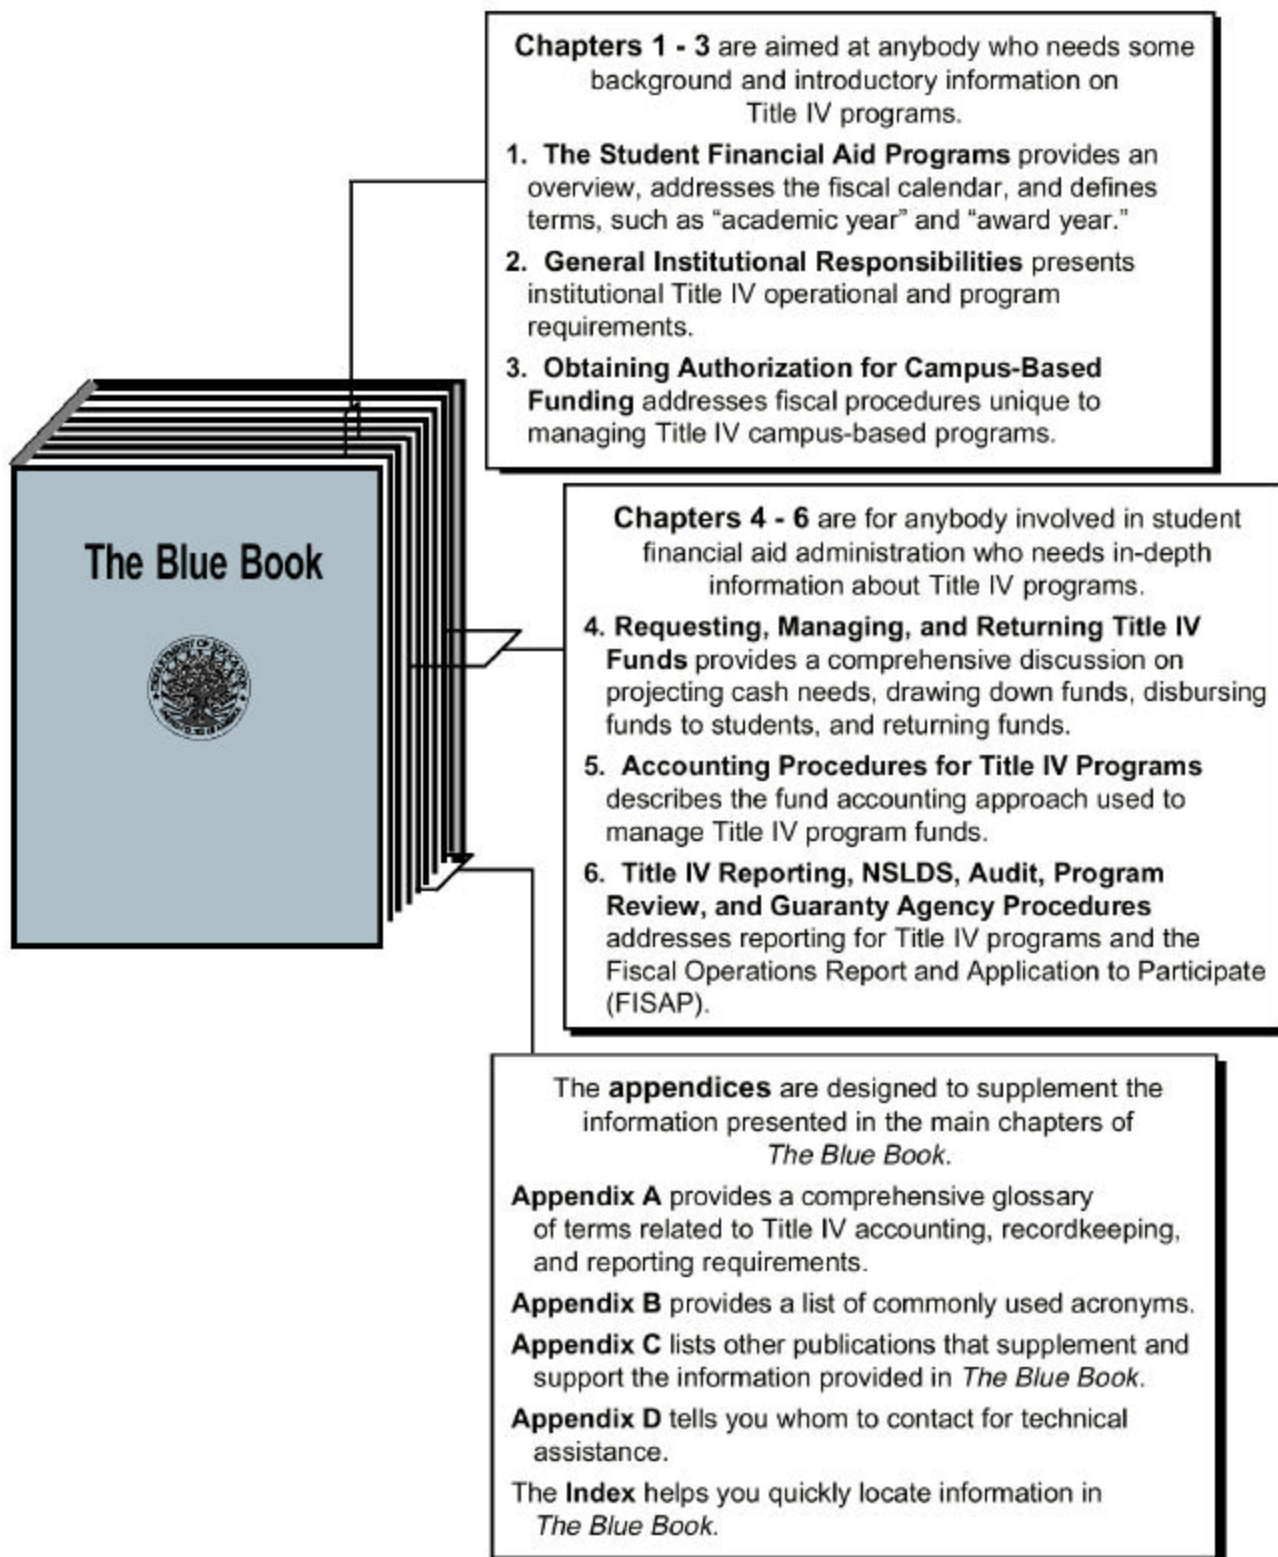 Chapters 1 - 3 are aimed at anybody who needs some
background and introductory information on
Title IV programs.
1. The Student Financial Aid Programs provides an
overview, addresses the fiscal calendar, and defines
terms, such as “academic year” and “award year.”
2. General Institutional Responsibilities presents
institutional Title IV operational and program
requirements.
3. Obtaining Authorization for Campus-Based
Funding addresses fiscal procedures unique to
managing Title IV campus-based programs.
The Blue Book
Chapters 4 - 6 are for anybody involved in student
financial aid administration who needs in-depth
information about Title IV programs.
4. Requesting, Managing, and Returning Title IV
Funds provides a comprehensive discussion on
projecting cash needs, drawing down funds, disbursing
funds to students, and returning funds.
5. Accounting Procedures for Title IV Programs
describes the fund accounting approach used to
manage Title IV program funds.
6. Title IV Reporting, NSLDS, Audit, Program
Review, and Guaranty Agency Procedures
addresses reporting for Title IV programs and the
Fiscal Operations Report and Application to Participate
(FISAP).
The appendices are designed to supplement the
information presented in the main chapters of
The Blue Book.
Appendix A provides a comprehensive glossary
of terms related to Title IV accounting, recordkeeping,
and reporting requirements.
Appendix B provides a list of commonly used acronyms.
Appendix C lists other publications that supplement and
support the information provided in The Blue Book.
Appendix D tells you whom to contact for technical
assistance.
The Index helps you quickly locate information in
The Blue Book.